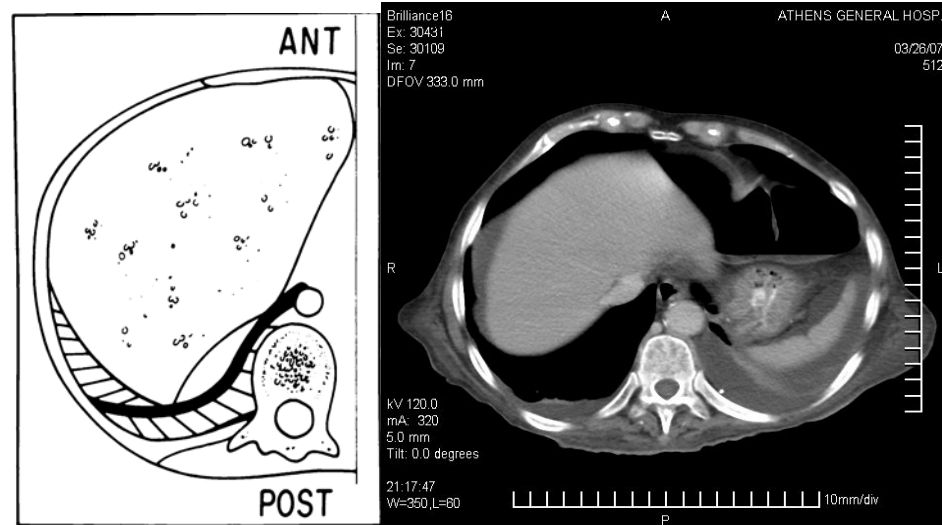 ANT
POST
Brilliance16
Ex: 30431
Se: 30109
Im: 7
DFOV 333.0 mm
A
ATHENS GENERAL HOSP.
03/26/07
512
R
L
kV 120.0
mA: 320
5.0 mm
Tilt: 0.0 degrees
21:17:47
W=350,L=60
10mm/div
P